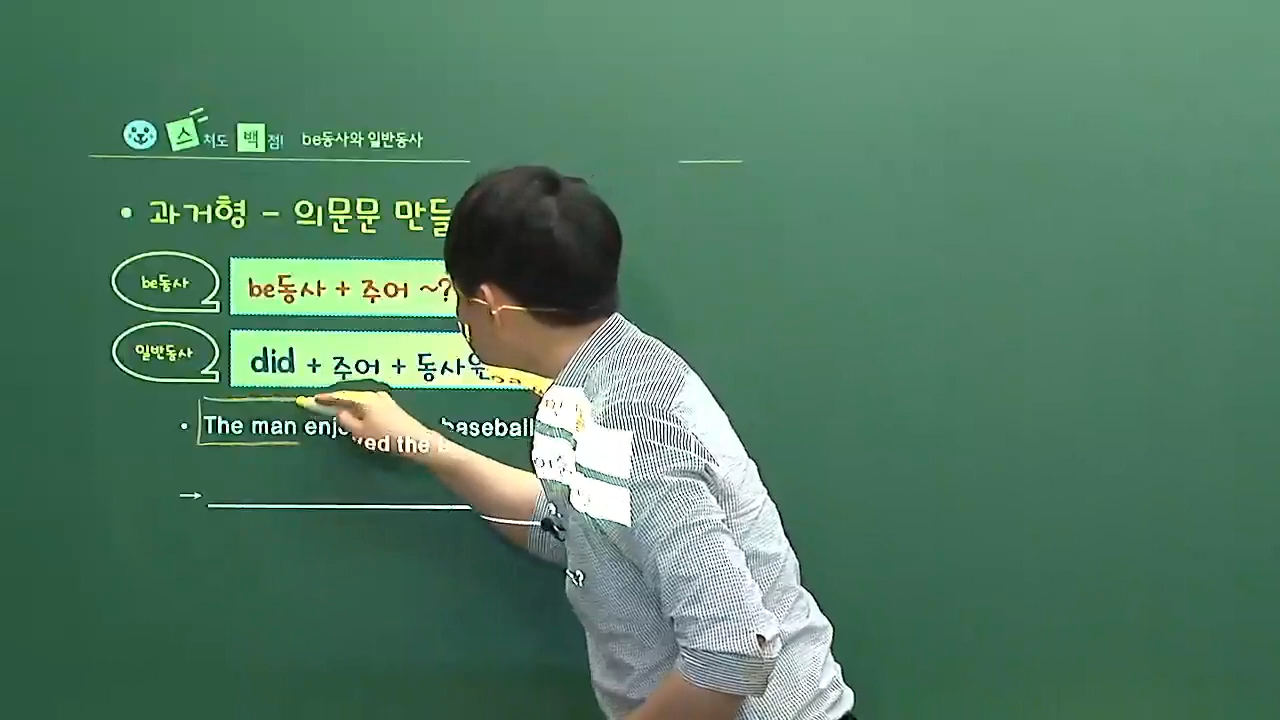 스쳐도 백점! be동사와 일반동사
• 과거형 - 의문문 만들
be동사
be동사 + 주어 ~?
일반동사
did + 주어 + 동사원
• The man baseball
the
→